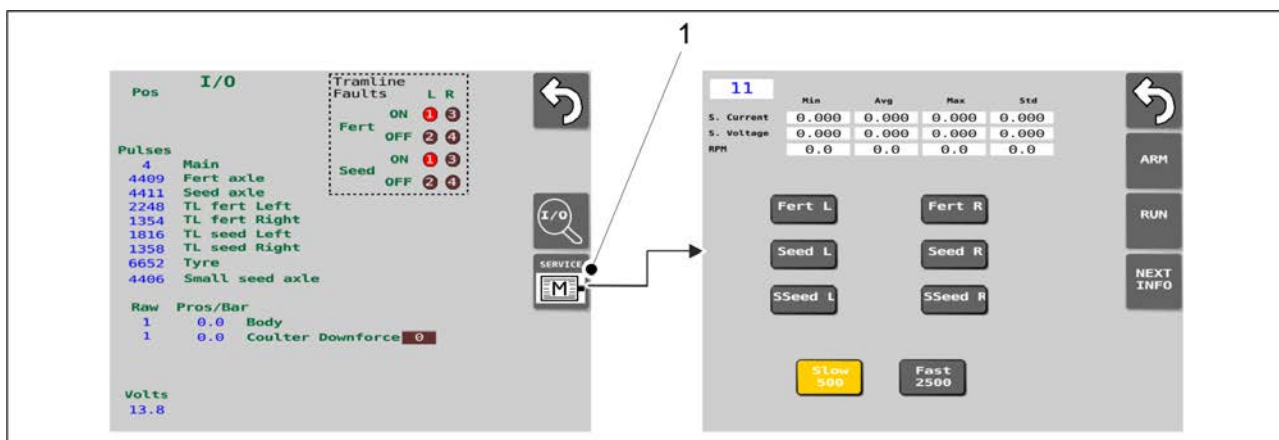 1
I/O
Pos
Tramline
Faults L R
Fert ON 1 3
OFF 2 4
Seed ON 1 3
OFF 2 4
Pulses
4 Main
4409 Fert axle
4411 Seed axle
2248 TL fert Left
1354 TL fert Right
1816 TL seed Left
1358 TL seed Right
6652 Tyre
4406 Small seed axle
Raw Pros/Bar
1 0.0 Body
1 0.0 Coulter Downforce 0
Volts
13.8
I/O
SERVICE
M
11
Min Avg Max Std
S. Current 0.000 0.000 0.000 0.000
S. Voltage 0.000 0.000 0.000 0.000
RPM 0.0 0.0 0.0 0.0
Fert L Fert R
Seed L Seed R
SSeed L SSeed R
Slow
500
Fast
2500
ARM
RUN
NEXT
INFO